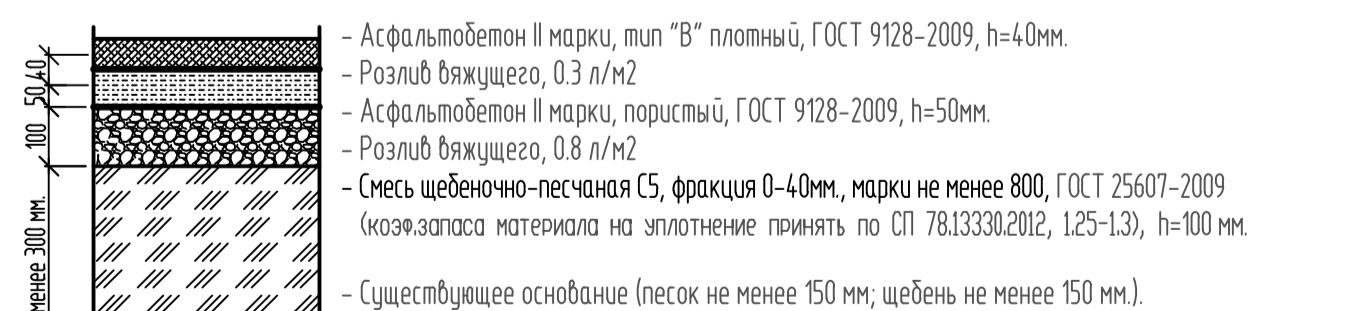 – Асфальтобетон II марки, тип "В" плотный, ГОСТ 9128-2009, h=40мм.
– Розлив вяжущего, 0.3 л/м2
– Асфальтобетон II марки, пористый, ГОСТ 9128-2009, h=50мм.
– Розлив вяжущего, 0.8 л/м2
– Смесь щебеночно-песчаная С5, фракция 0-40мм., марки не менее 800, ГОСТ 25607-2009
(коэф.запаса материала на уплотнение принять по СП 78.13330.2012, 1.25-1.3), h=100 мм.
– Существующее основание (песок не менее 150 мм; щебень не менее 150 мм.).
40
50
100
менее 300 мм.